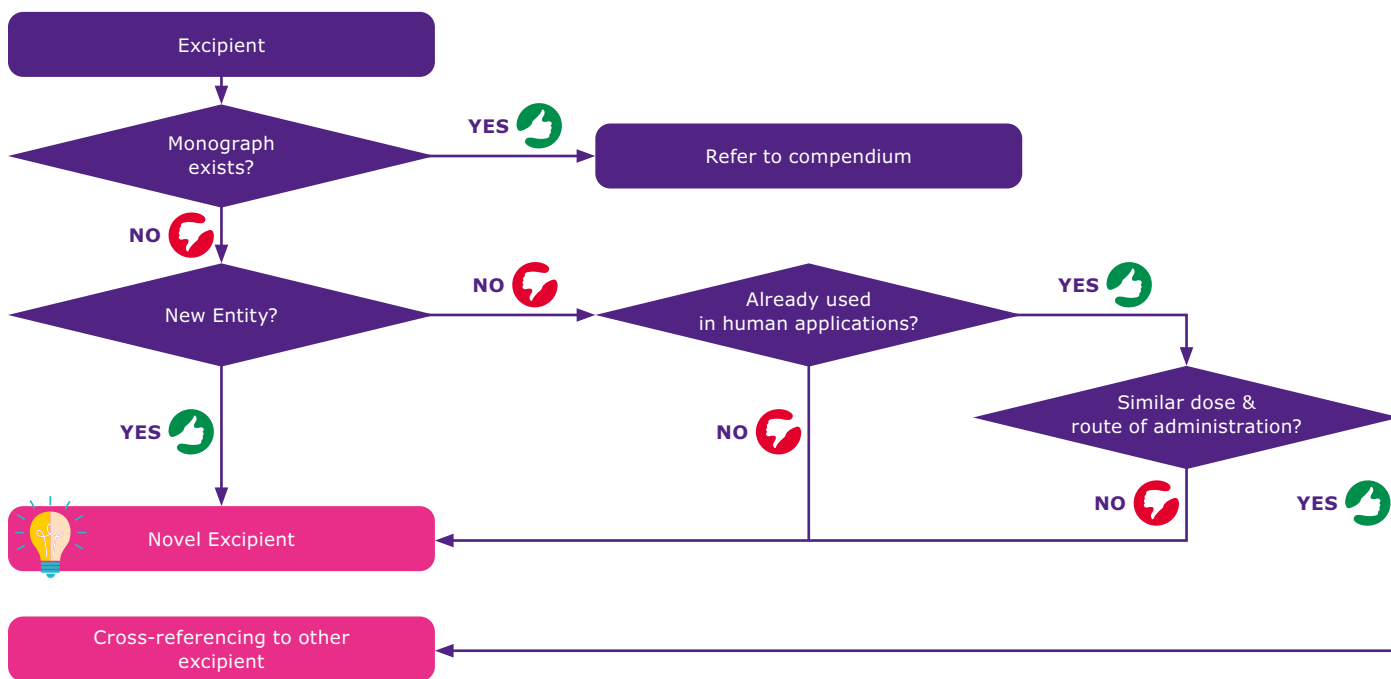 Excipient
Monograph
exists?
YES
Refer to compendium
NO
New Entity?
NO
Already used
in human applications?
YES
YES
NO
Similar dose &
route of administration?
NO
YES
Novel Excipient
Cross-referencing to other
excipient